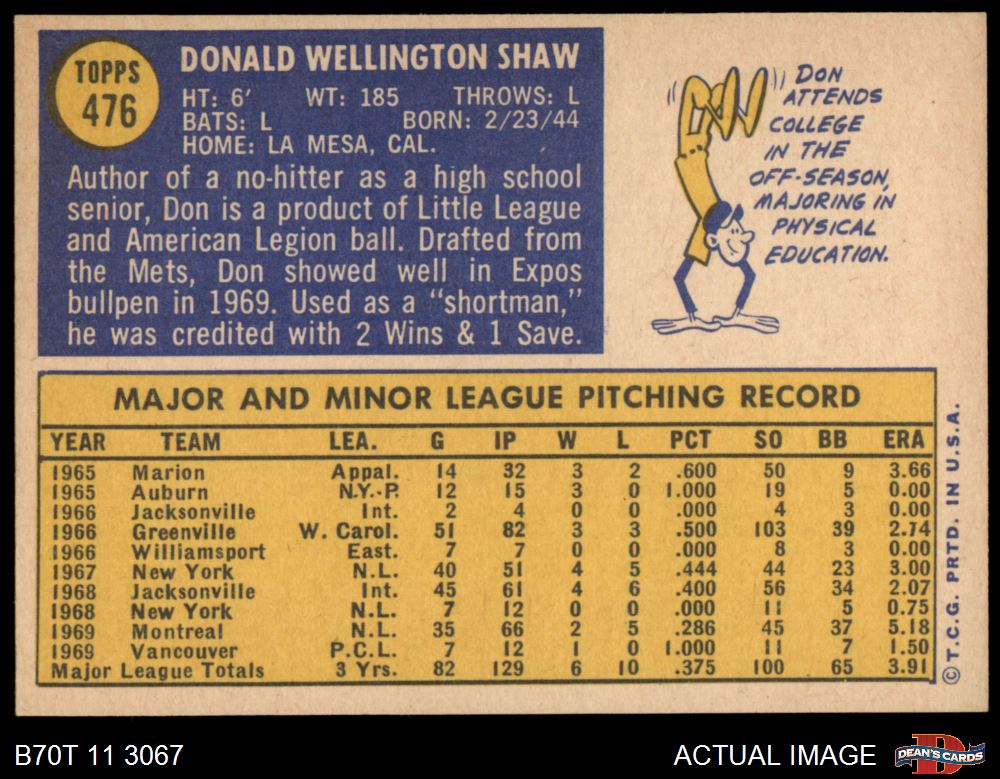 TOPPS
476
DONALD WELLINGTON SHAW
HT: 6' WT: 185 THROWS: L
BATS: L BORN: 2/23/44
HOME: LA MESA, CAL.
Author of a no-hitter as a high school
senior, Don is a product of Little League
and American Legion ball. Drafted from
the Mets, Don showed well in Expos
bullpen in 1969. Used as a “shortman,”
he was credited with 2 Wins & 1 Save.
DON
ATTENDS
COLLEGE
IN THE
OFF-SEASON,
MAJORING IN
PHYSICAL
EDUCATION.
MAJOR AND MINOR LEAGUE PITCHING RECORD
YEAR TEAM LEA. G IP W L PCT SO BB ERA
1965 Marion Appal. 14 32 3 2 .600 50 9 3.66
1965 Auburn N.Y.-P. 12 15 3 0 1.000 19 5 0.00
1966 Jacksonville Int. 2 4 0 0 .000 4 3 0.00
1966 Greenville W. Carol. 51 82 3 3 .500 103 39 2.74
1966 Williamsport East. 7 7 0 0 .000 8 3 0.00
1967 New York N.L. 40 51 4 5 .444 44 23 3.00
1968 Jacksonville Int. 45 61 4 6 .400 56 34 2.07
1968 New York N.L. 7 12 0 0 .000 11 5 0.75
1969 Montreal N.L. 35 66 2 5 .286 45 37 5.18
1969 Vancouver P.C.L. 7 12 1 0 1.000 11 7 1.50
Major League Totals 3 Yrs. 82 129 6 10 .375 100 65 3.91
© T.C.G. PRTD. IN U.S.A.
B70T 11 3067
ACTUAL IMAGE
D
DEAN'S CARDS